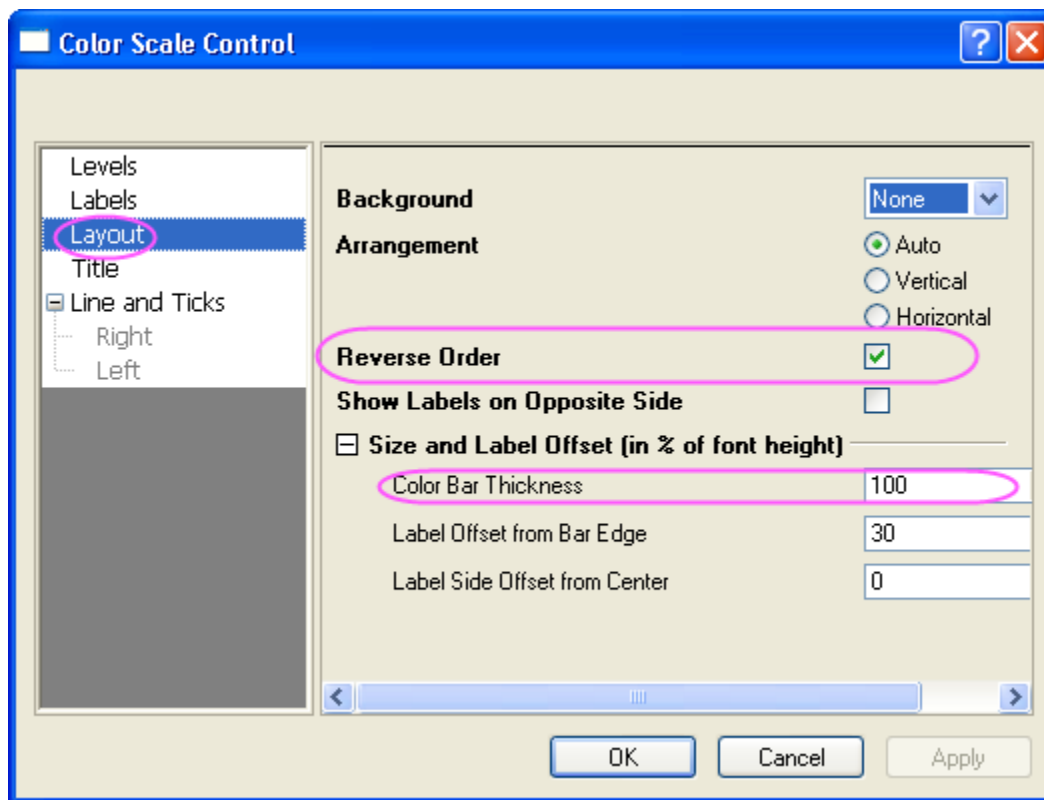 Color Scale Control
Levels
Labels
Layout
Title
Line and Ticks
Right
Left
Background None
Arrangement Auto
Vertical
Horizontal
Reverse Order
Show Labels on Opposite Side
Size and Label Offset (in % of font height)
Color Bar Thickness 100
Label Offset from Bar Edge 30
Label Side Offset from Center 0
OK Cancel Apply